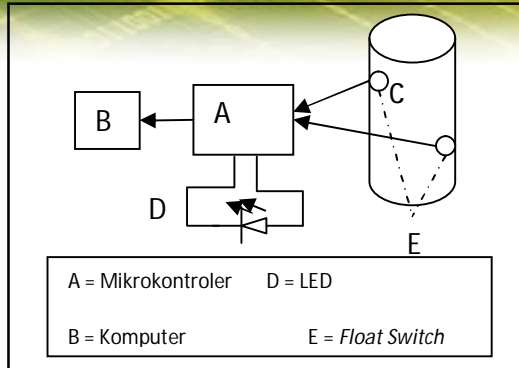 B
A
C
D
E
A = Mikrokontroler D = LED
B = Komputer E = Float Switch